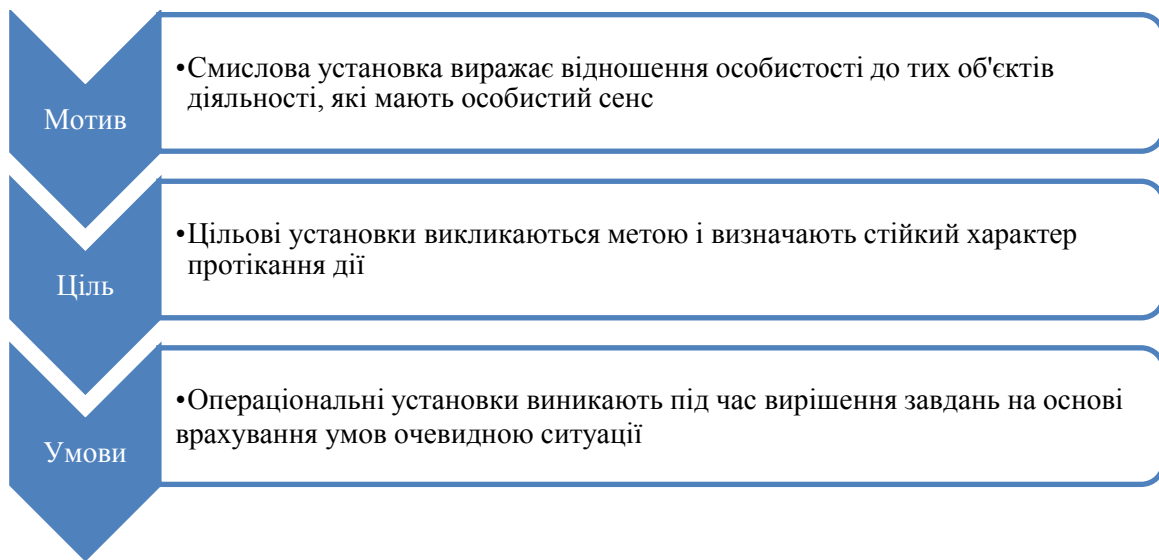 Мотив
•Смислова установка виражає відношення особистості до тих об'єктів
діяльності, які мають особистий сенс
Ціль
•Цільові установки викликаються метою і визначають стійкий характер
протікання дії
Умови
•Операціональні установки виникають під час вирішення завдань на основі
врахування умов очевидною ситуації